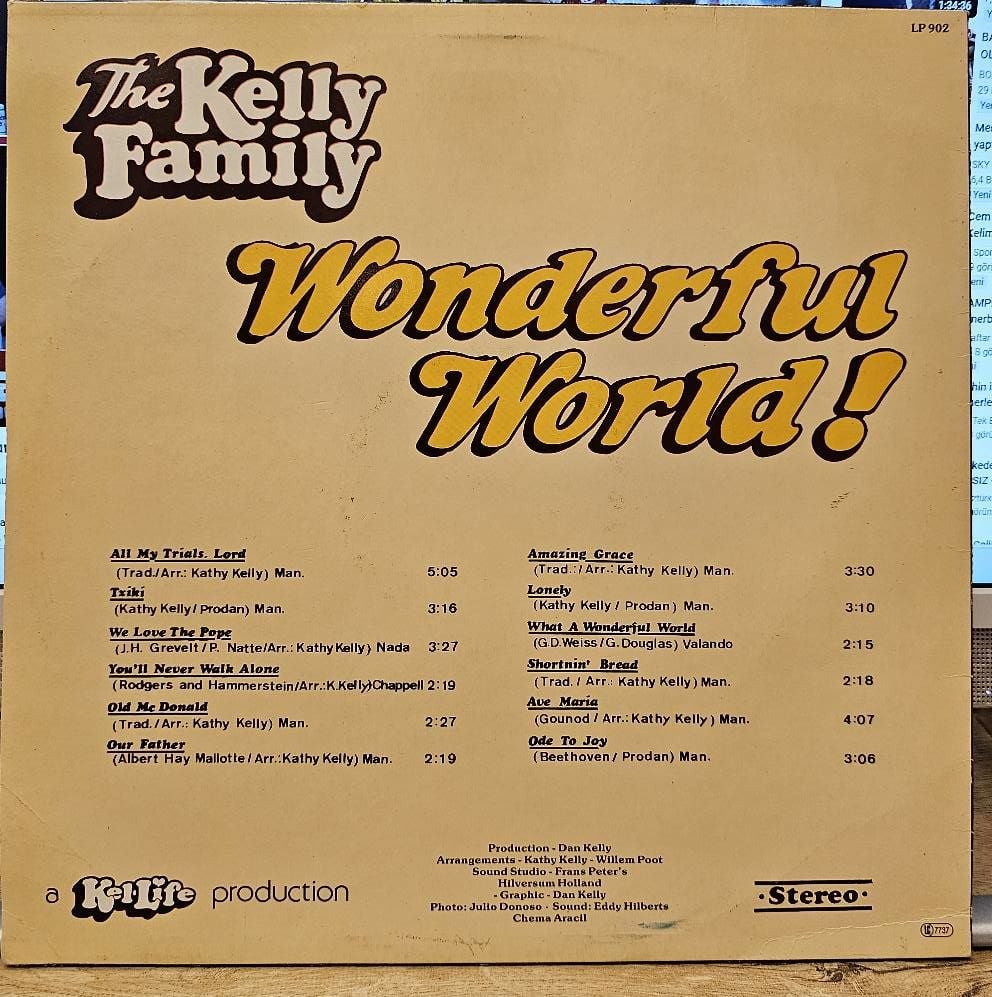 LP 902
The Kelly
Family
Wonderful
World!
All My Trials. Lord
(Trad./Arr.: Kathy Kelly) Man. 5:05
Txiki
(Kathy Kelly/Prodan) Man. 3:16
We Love The Pope
(J.H. Grevelt/P. Natte/Arr.: Kathy Kelly) Nada 3:27
You'll Never Walk Alone
(Rodgers and Hammerstein/Arr.:K.Kelly)Chappell 2:19
Old Mc Donald
(Trad./Arr.: Kathy Kelly) Man. 2:27
Our Father
(Albert Hay Mallotte/Arr.:Kathy Kelly) Man. 2:19
Amazing Grace
(Trad.:/Arr.: Kathy Kelly) Man. 3:30
Lonely
(Kathy Kelly / Prodan) Man. 3:10
What A Wonderful World
(G.D.Weiss/G.Douglas) Valando 2:15
Shortnin' Bread
(Trad. / Arr.: Kathy Kelly) Man. 2:18
Ave Maria
(Gounod / Arr.: Kathy Kelly) Man. 4:07
Ode To Joy
(Beethoven / Prodan) Man. 3:06
Production - Dan Kelly
Arrangements - Kathy Kelly - Willem Poot
Sound Studio - Frans Peter's
Hilversum Holland
- Graphic - Dan Kelly
Photo: Julio Donoso - Sound: Eddy Hilberts
Chema Aracil
a KelLife production
·Stereo·
LC 7737
1:34:36